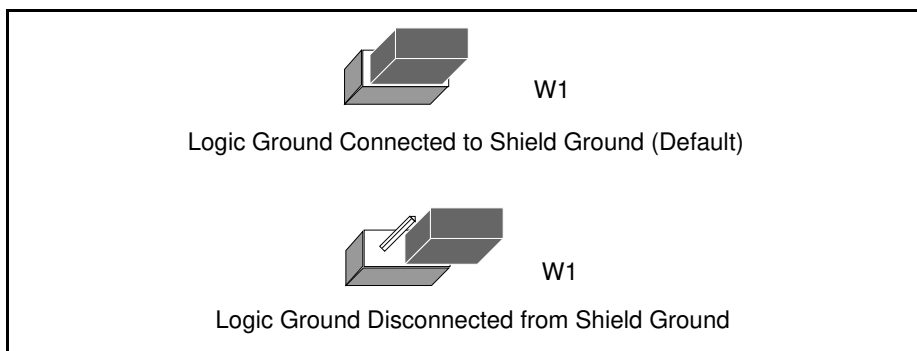 W1
Logic Ground Connected to Shield Ground (Default)
W1
Logic Ground Disconnected from Shield Ground